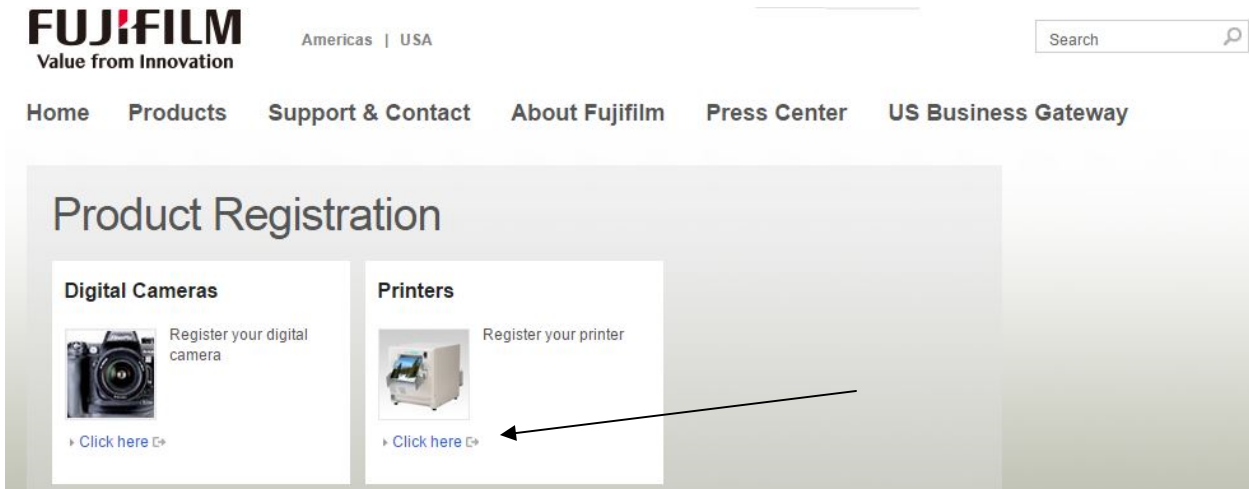 FUJIFILM
Value from Innovation
Americas | USA
Search
Home Products Support & Contact About Fujifilm Press Center US Business Gateway
Product Registration
Digital Cameras
Register your digital
camera
Click here
Printers
Register your printer
Click here